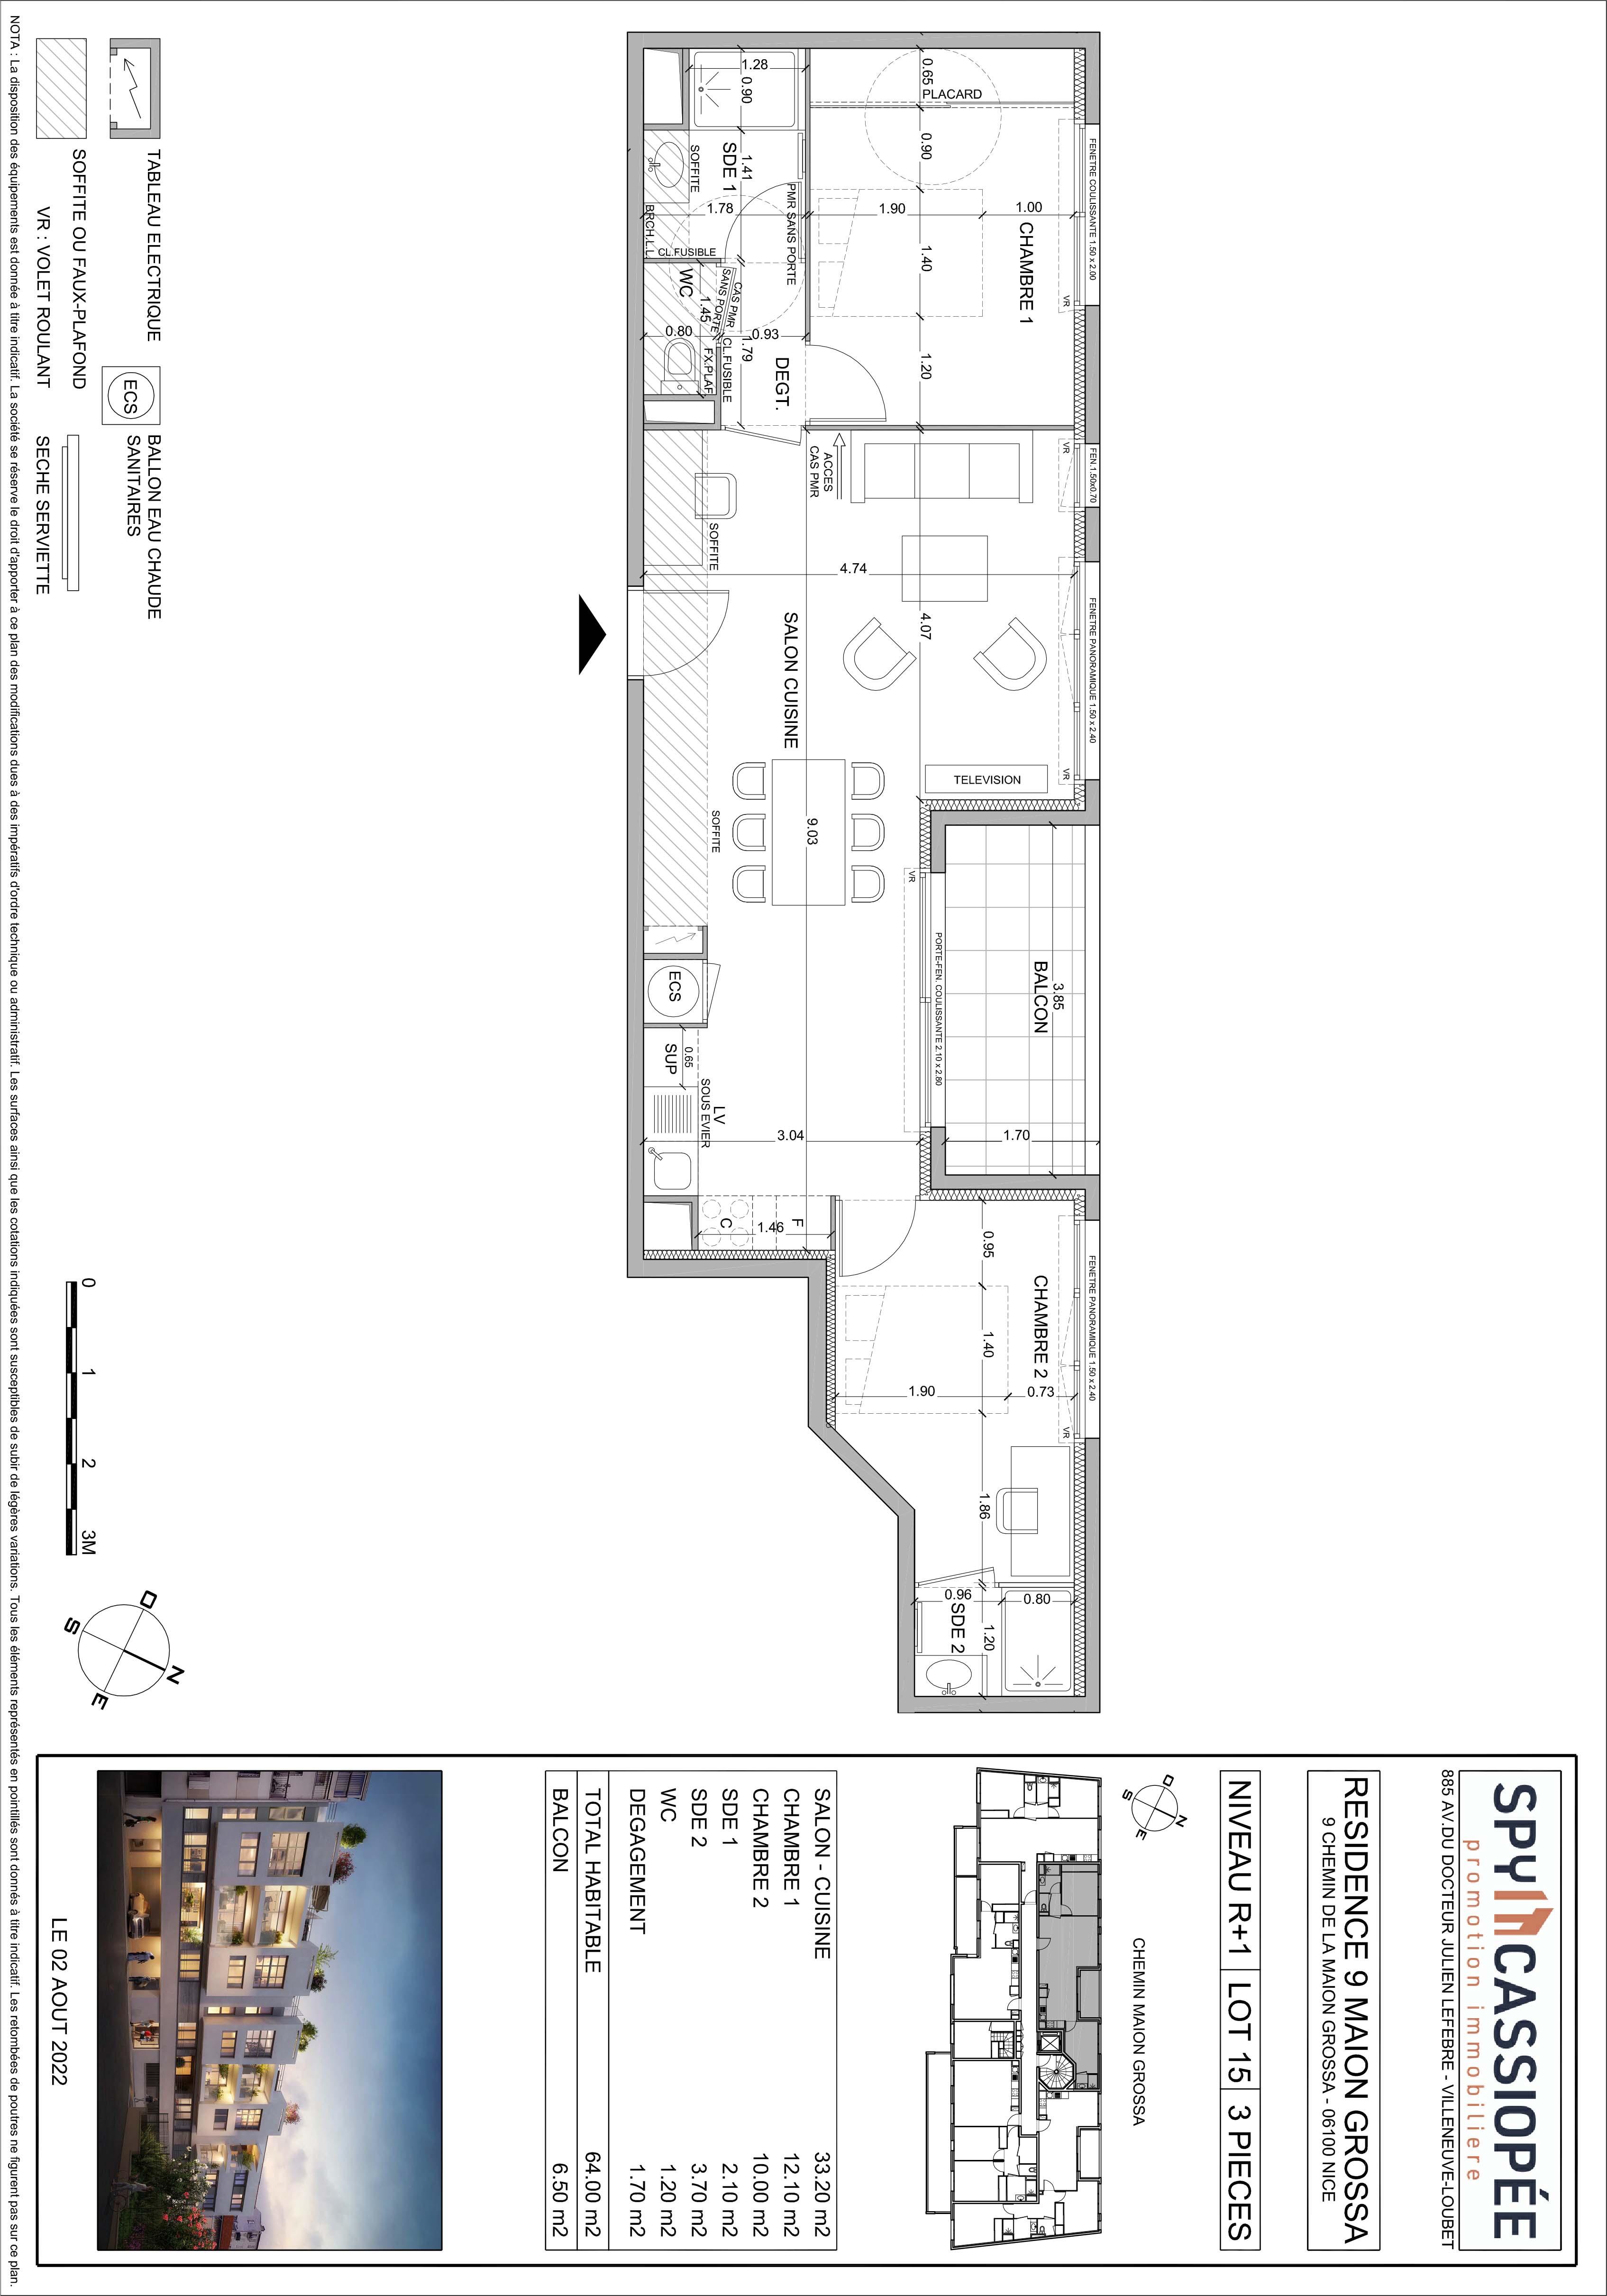 FENETRE COULISSANTE 1.50 x 2.00
FEN.1.50x0.70
FENETRE PANORAMIQUE 1.50 x 2.40
FENETRE PANORAMIQUE 1.50 x 2.40
VR
VR
VR
VR
CHAMBRE 1
1.00
PLACARD
0.65
0.90
1.40
1.20
1.90
4.07
4.74
TELEVISION
3.85
BALCON
1.70
PORTE-FEN. COULISSANTE 2.10 x 2.80
VR
CHAMBRE 2
0.73
0.95
1.40
1.86
1.90
0.80
1.20
0.96
SDE 2
ACCES
CAS PMR
SALON CUISINE
9.03
3.04
F
1.46
C
PMR SANS PORTE
DEGT.
0.93
1.28
0.90
1.41
1.79
SDE 1
1.78
CAS PMR
SANS PORTE
CL.FUSIBLE
CL.FUSIBLE
1.45
FX.PLAF.
WC
0.80
SOFFITE
BRCH.L.L.
SOFFITE
SOFFITE
ECS
0.65
SUP
LV
SOUS EVIER
TABLEAU ELECTRIQUE
ECS
BALLON EAU CHAUDE
SANITAIRES
SOFFITE OU FAUX-PLAFOND
VR : VOLET ROULANT
SECHE SERVIETTE
0 1 2 3M
N
O
E
S
SPY CASSIOPÉE
promotion immobiliere
885 AV.DU DOCTEUR JULIEN LEFEBRE - VILLENEUVE-LOUBET
RESIDENCE 9 MAION GROSSA
9 CHEMIN DE LA MAION GROSSA - 06100 NICE
NIVEAU R+1 LOT 15 3 PIECES
N
O
E
S
CHEMIN MAION GROSSA
SALON - CUISINE 33.20 m2
CHAMBRE 1 12.10 m2
CHAMBRE 2 10.00 m2
SDE 1 2.10 m2
SDE 2 3.70 m2
WC 1.20 m2
DEGAGEMENT 1.70 m2
TOTAL HABITABLE 64.00 m2
BALCON 6.50 m2
LE 02 AOUT 2022
NOTA : La disposition des équipements est donnée à titre indicatif. La société se réserve le droit d'apporter à ce plan des modifications dues à des impératifs d'ordre technique ou administratif. Les surfaces ainsi que les cotations indiquées sont susceptibles de subir de légères variations. Tous les éléments représentés en pointillés sont donnés à titre indicatif. Les retombées de poutres ne figurent pas sur ce plan.